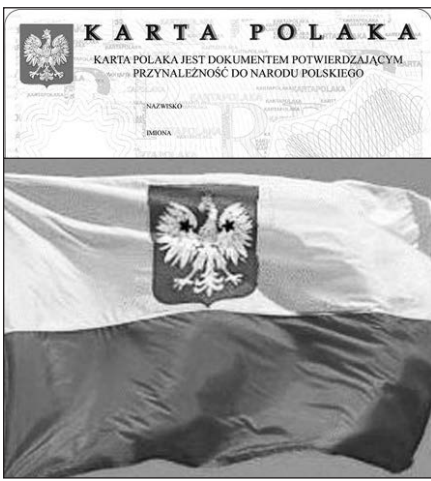 KARTA POLAKA
KARTA POLAKA JEST DOKUMENTEM POTWIERDZAJĄCYM
PRZYNALEŻNOŚĆ DO NARODU POLSKIEGO
NAZWISKO
IMIONA